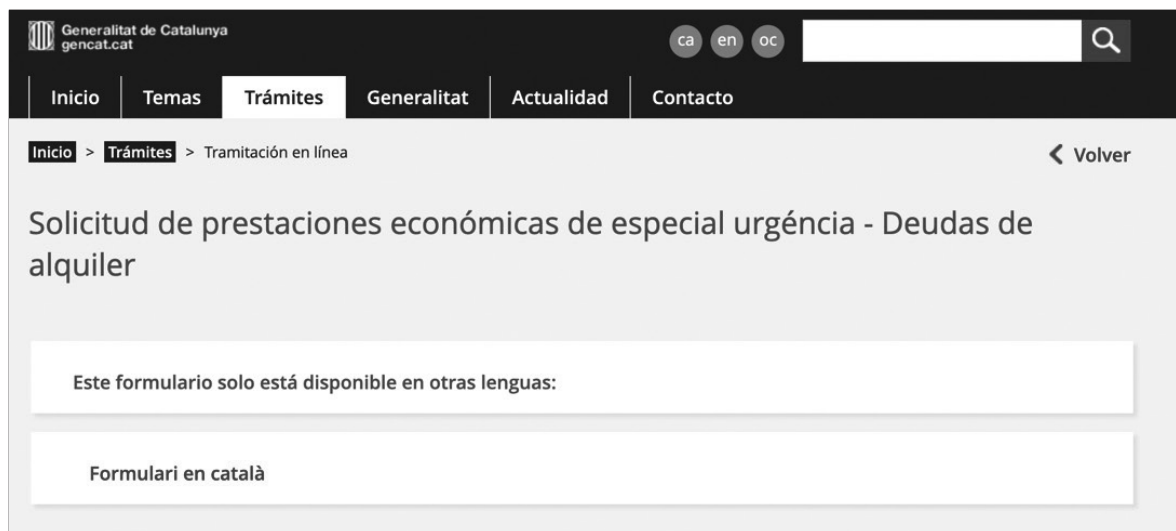 Generalitat de Catalunya
gencat.cat
ca en oc
Inicio Temas Trámites Generalitat Actualidad Contacto
Inicio > Trámites > Tramitación en línea
Volver
Solicitud de prestaciones económicas de especial urgéncia - Deudas de
alquiler
Este formulario solo está disponible en otras lenguas:
Formulari en català